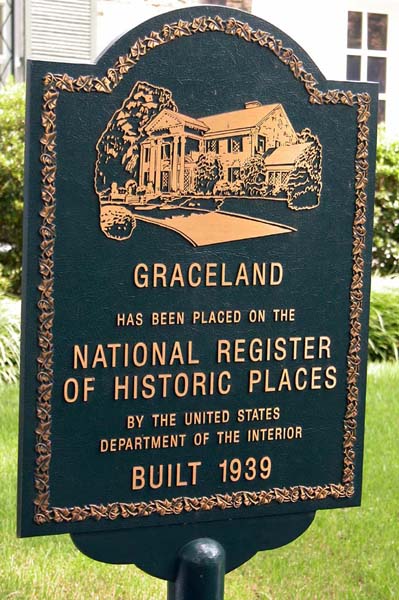 GRACELAND
HAS BEEN PLACED ON THE
NATIONAL REGISTER
OF HISTORIC PLACES
BY THE UNITED STATES
DEPARTMENT OF THE INTERIOR
BUILT 1939